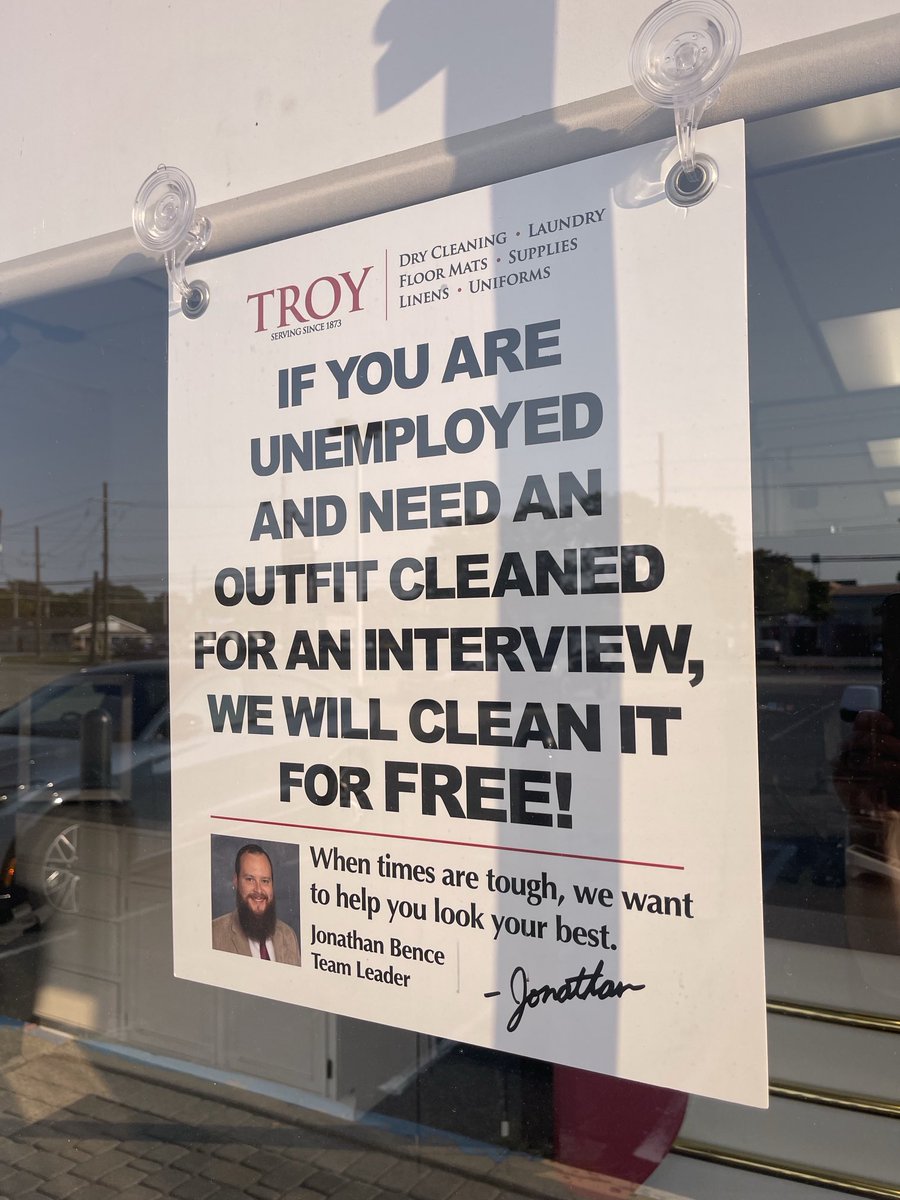 TROY
SERVING SINCE 1873
DRY CLEANING • LAUNDRY
FLOOR MATS • SUPPLIES
LINENS • UNIFORMS
IF YOU ARE
UNEMPLOYED
AND NEED AN
OUTFIT CLEANED
FOR AN INTERVIEW,
WE WILL CLEAN IT
FOR FREE!
When times are tough, we want
to help you look your best.
Jonathan Bence
Team Leader
- Jonathan